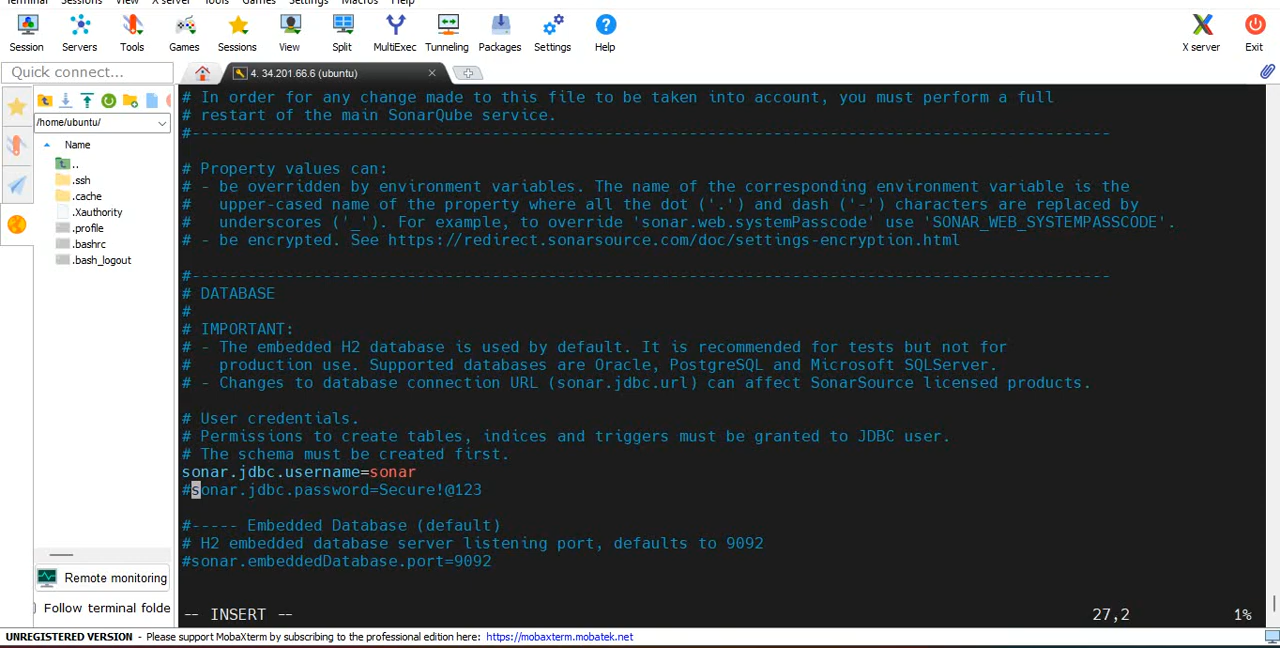 Terminal Sessions View X server Tools Games Settings Macros Help
Session Servers Tools Games Sessions View Split MultiExec Tunneling Packages Settings Help X server Exit
Quick connect...
4. 34.201.66.6 (ubuntu)
/home/ubuntu/
Name
..
.ssh
.cache
.Xauthority
.profile
.bashrc
.bash_logout
Remote monitoring
Follow terminal folde
# In order for any change made to this file to be taken into account, you must perform a full
# restart of the main SonarQube service.
#--------------------------------------------------------------------------------------------------
# Property values can:
# - be overridden by environment variables. The name of the corresponding environment variable is the
#   upper-cased name of the property where all the dot ('.') and dash ('-') characters are replaced by
#   underscores ('_'). For example, to override 'sonar.web.systemPasscode' use 'SONAR_WEB_SYSTEMPASSCODE'.
# - be encrypted. See https://redirect.sonarsource.com/doc/settings-encryption.html
#--------------------------------------------------------------------------------------------------
# DATABASE
#
# IMPORTANT:
# - The embedded H2 database is used by default. It is recommended for tests but not for
#   production use. Supported databases are Oracle, PostgreSQL and Microsoft SQLServer.
# - Changes to database connection URL (sonar.jdbc.url) can affect SonarSource licensed products.
# User credentials.
# Permissions to create tables, indices and triggers must be granted to JDBC user.
# The schema must be created first.
sonar.jdbc.username=sonar
#sonar.jdbc.password=Secure!@123
#----- Embedded Database (default)
# H2 embedded database server listening port, defaults to 9092
#sonar.embeddedDatabase.port=9092
-- INSERT -- 27,2 1%
UNREGISTERED VERSION - Please support MobaXterm by subscribing to the professional edition here: https://mobaxterm.mobatek.net